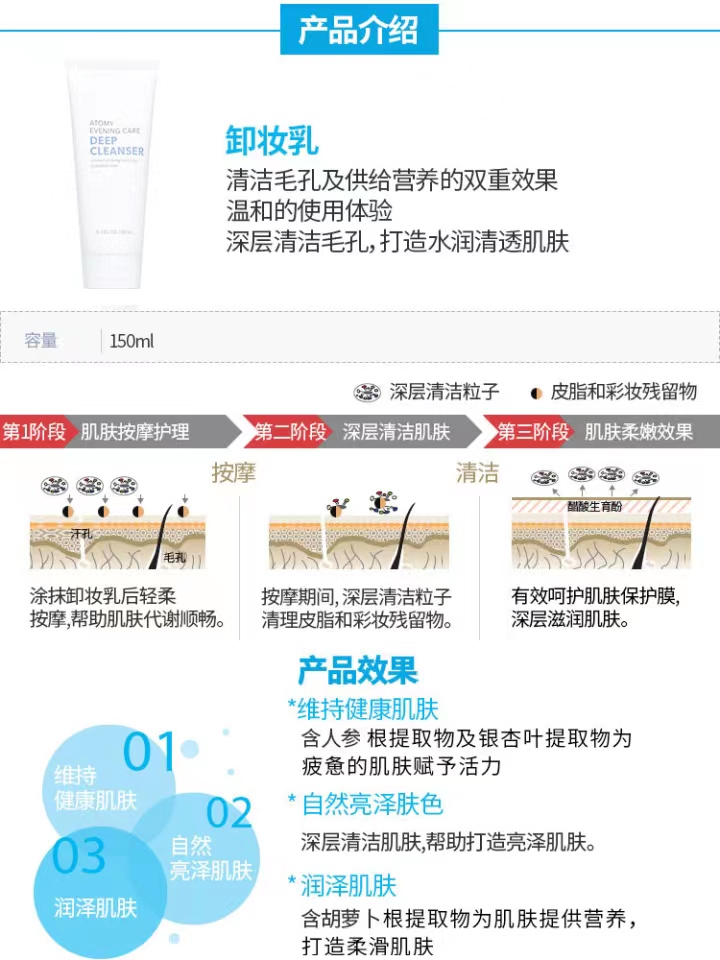 产品介绍
ATOMY
EVENING CARE
DEEP
CLEANSER
卸妆乳
清洁毛孔及供给营养的双重效果
温和的使用体验
深层清洁毛孔,打造水润清透肌肤
容量 150ml
深层清洁粒子 皮脂和彩妆残留物
第1阶段 肌肤按摩护理 第二阶段 深层清洁肌肤 第三阶段 肌肤柔嫩效果
按摩 清洁
汗孔
毛孔
醋酸生育酚
涂抹卸妆乳后轻柔
按摩,帮助肌肤代谢顺畅。
按摩期间,深层清洁粒子
清理皮脂和彩妆残留物。
有效呵护肌肤保护膜,
深层滋润肌肤。
产品效果
*维持健康肌肤
含人参 根提取物及银杏叶提取物为
疲惫的肌肤赋予活力
*自然亮泽肤色
深层清洁肌肤,帮助打造亮泽肌肤。
*润泽肌肤
含胡萝卜根提取物为肌肤提供营养，
打造柔滑肌肤
01
维持
健康肌肤
02
自然
亮泽肌肤
03
润泽肌肤